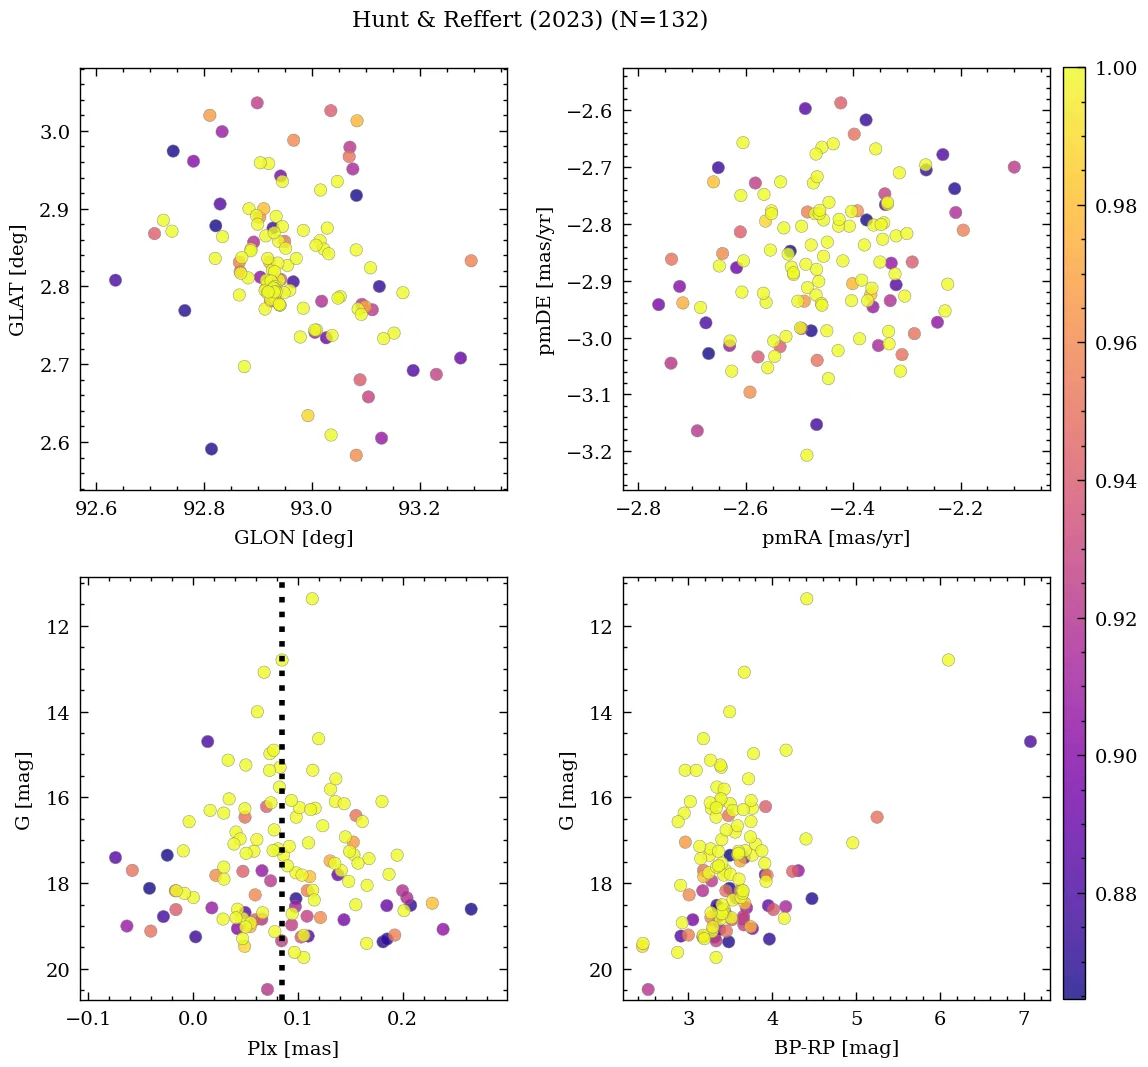 Hunt & Reffert (2023) (N=132)
3.0
2.9
2.8
2.7
2.6
GLAT [deg]
92.6 92.8 93.0 93.2
GLON [deg]
−2.6
−2.7
−2.8
−2.9
−3.0
−3.1
−3.2
pmDE [mas/yr]
−2.8 −2.6 −2.4 −2.2
pmRA [mas/yr]
12
14
16
18
20
G [mag]
−0.1 0.0 0.1 0.2
Plx [mas]
12
14
16
18
20
G [mag]
3 4 5 6 7
BP-RP [mag]
1.00
0.98
0.96
0.94
0.92
0.90
0.88